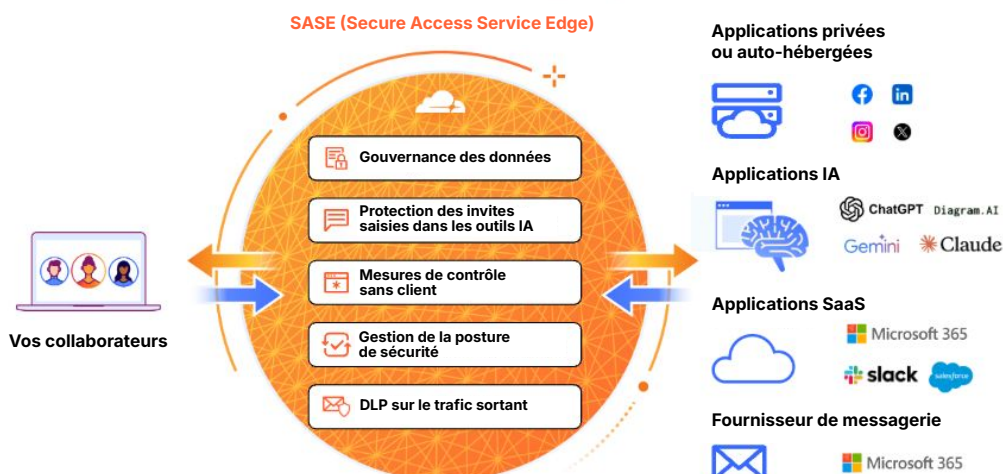 SASE (Secure Access Service Edge)
Gouvernance des données
Protection des invites
saisies dans les outils IA
Mesures de contrôle
sans client
Gestion de la posture
de sécurité
DLP sur le trafic sortant
Vos collaborateurs
Applications privées
ou auto-hébergées
in
Applications IA
ChatGPT Diagram.AI
Gemini Claude
Applications SaaS
Microsoft 365
slack salesforce
Fournisseur de messagerie
Microsoft 365